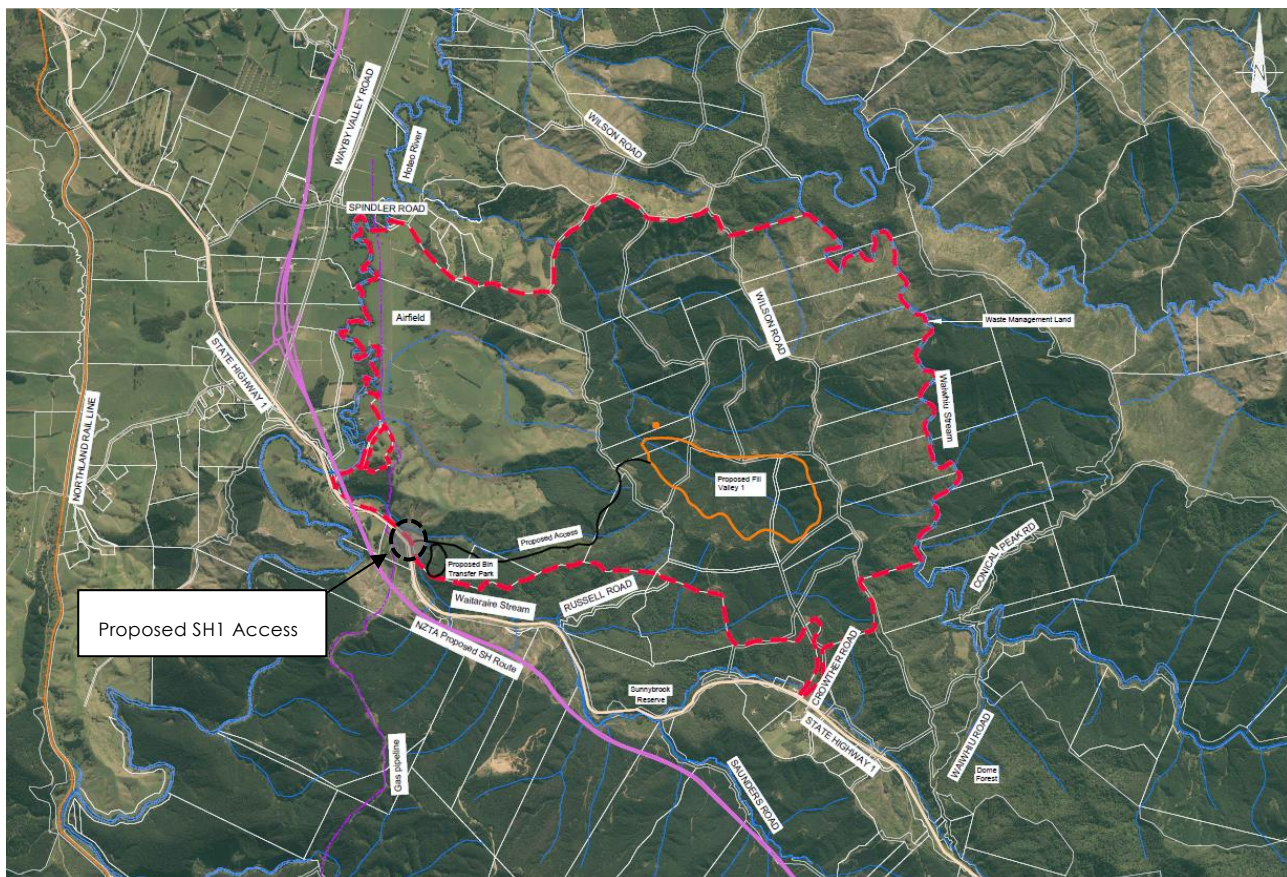 N
WAYBY VALLEY ROAD
Hoteo River
WILSON ROAD
SPINDLER ROAD
Airfield
WILSON ROAD
Waste Management Land
STATE HIGHWAY 1
NORTHLAND RAIL LINE
Waiwhiu Stream
Proposed Fill
Valley 1
Proposed Access
CONICAL PEAK RD
Proposed Bin
Transfer Park
Waitaraire Stream
RUSSELL ROAD
Proposed SH1 Access
NZTA Proposed SH Route
CROWTHER ROAD
Sunnybrook
Reserve
STATE HIGHWAY 1
WAIWHIU ROAD
Gas pipeline
SAUNDERS ROAD
Dome
Forest